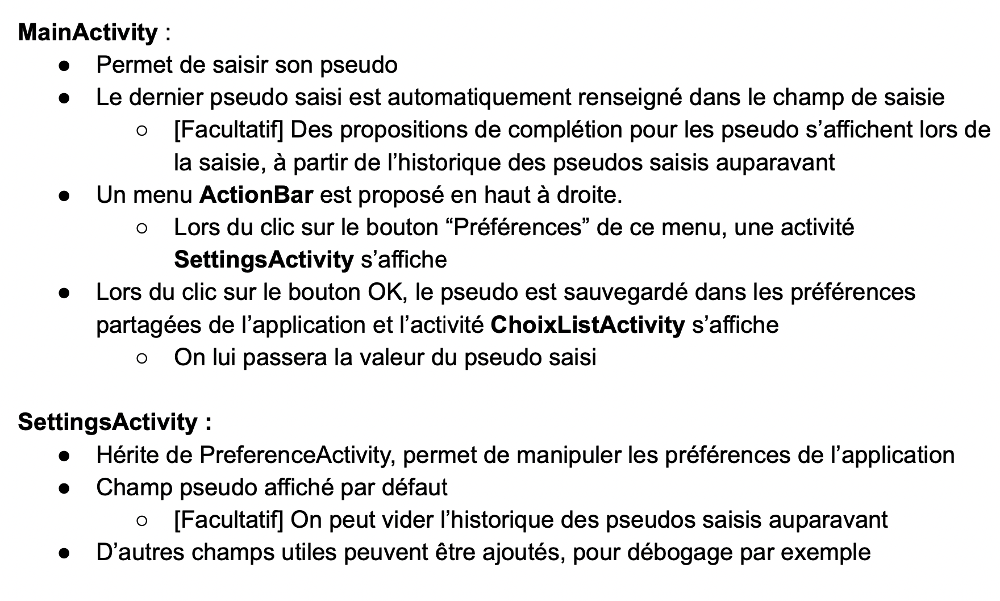 MainActivity :
● Permet de saisir son pseudo
● Le dernier pseudo saisi est automatiquement renseigné dans le champ de saisie
○ [Facultatif] Des propositions de complétion pour les pseudo s’affichent lors de
la saisie, à partir de l’historique des pseudos saisis auparavant
● Un menu ActionBar est proposé en haut à droite.
○ Lors du clic sur le bouton “Préférences” de ce menu, une activité
SettingsActivity s’affiche
● Lors du clic sur le bouton OK, le pseudo est sauvegardé dans les préférences
partagées de l’application et l’activité ChoixListActivity s’affiche
○ On lui passera la valeur du pseudo saisi
SettingsActivity :
● Hérite de PreferenceActivity, permet de manipuler les préférences de l’application
● Champ pseudo affiché par défaut
○ [Facultatif] On peut vider l’historique des pseudos saisis auparavant
● D’autres champs utiles peuvent être ajoutés, pour débogage par exemple